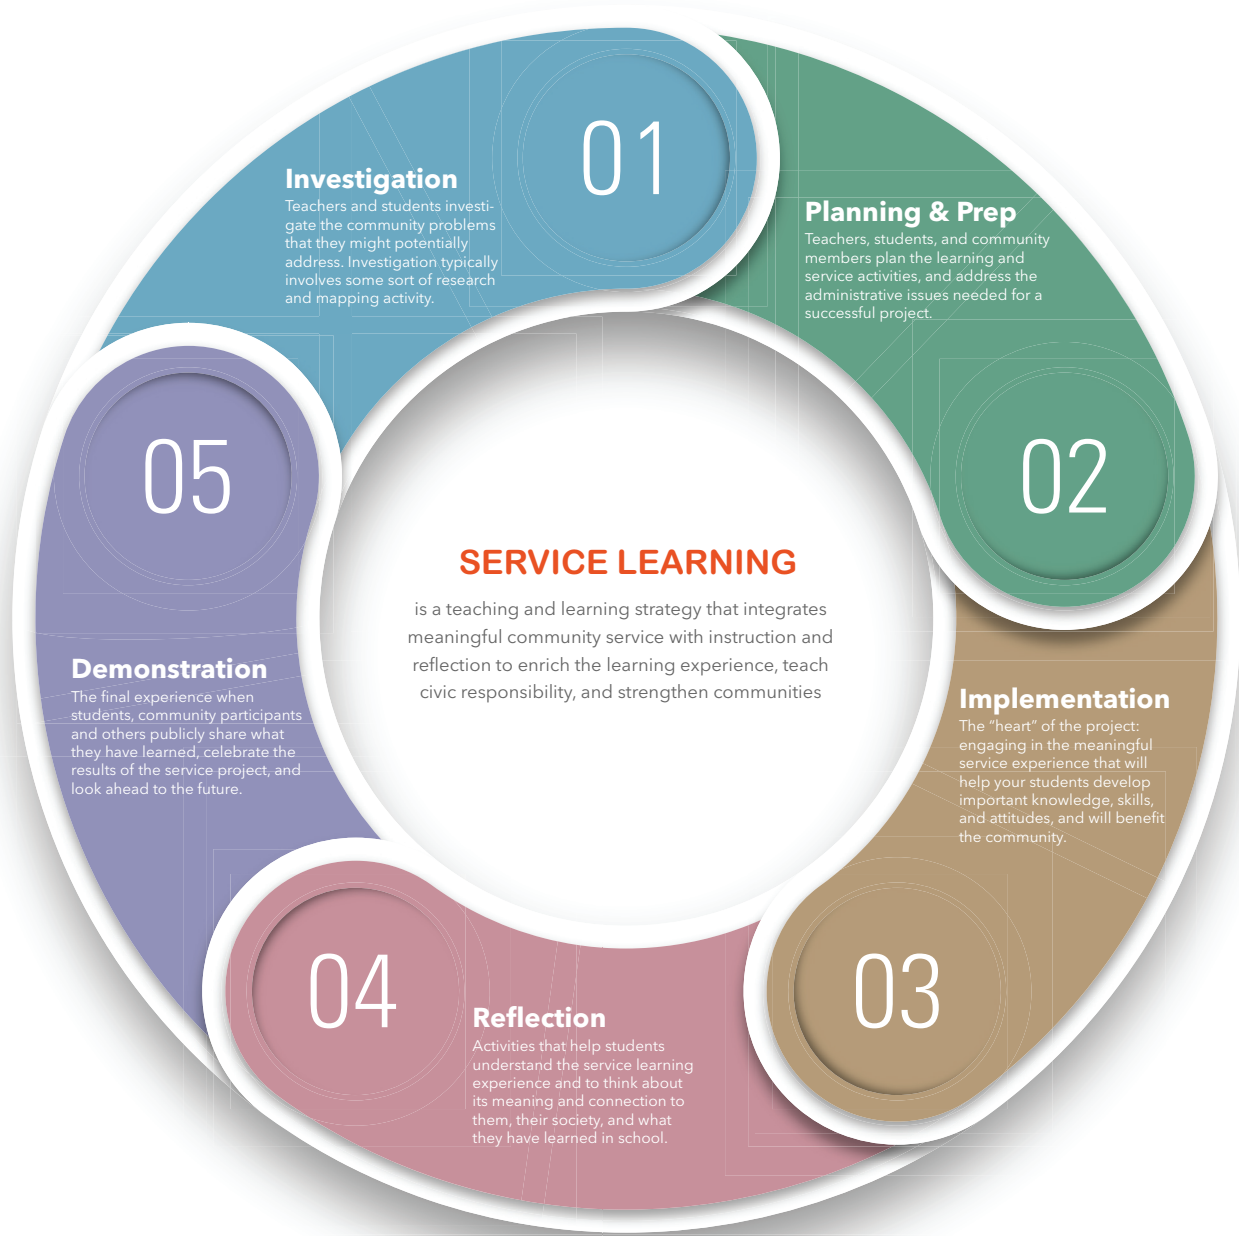 01
Investigation
Teachers and students investi-
gate the community problems
that they might potentially
address. Investigation typically
involves some sort of research
and mapping activity.
Planning & Prep
Teachers, students, and community
members plan the learning and
service activities, and address the
administrative issues needed for a
successful project.
02
SERVICE LEARNING
is a teaching and learning strategy that integrates
meaningful community service with instruction and
reflection to enrich the learning experience, teach
civic responsibility, and strengthen communities
Implementation
The “heart” of the project:
engaging in the meaningful
service experience that will
help your students develop
important knowledge, skills,
and attitudes, and will benefit
the community.
03
04
Reflection
Activities that help students
understand the service learning
experience and to think about
its meaning and connection to
them, their society, and what
they have learned in school.
05
Demonstration
The final experience when
students, community participants
and others publicly share what
they have learned, celebrate the
results of the service project, and
look ahead to the future.